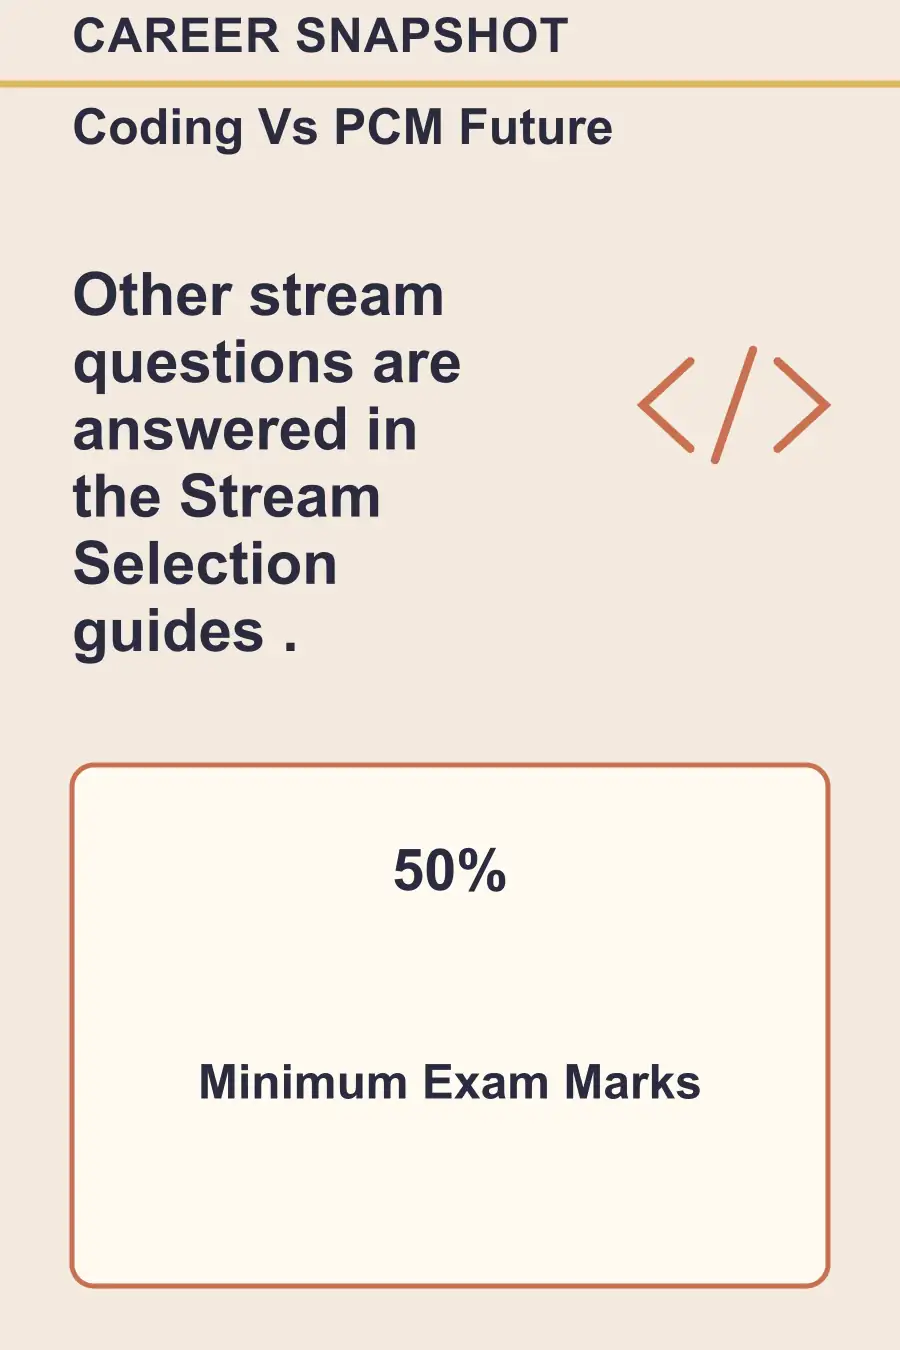 CAREER SNAPSHOT
Coding Vs PCM Future
Other stream
questions are
answered in
the Stream
Selection
guides .
50%
Minimum Exam Marks